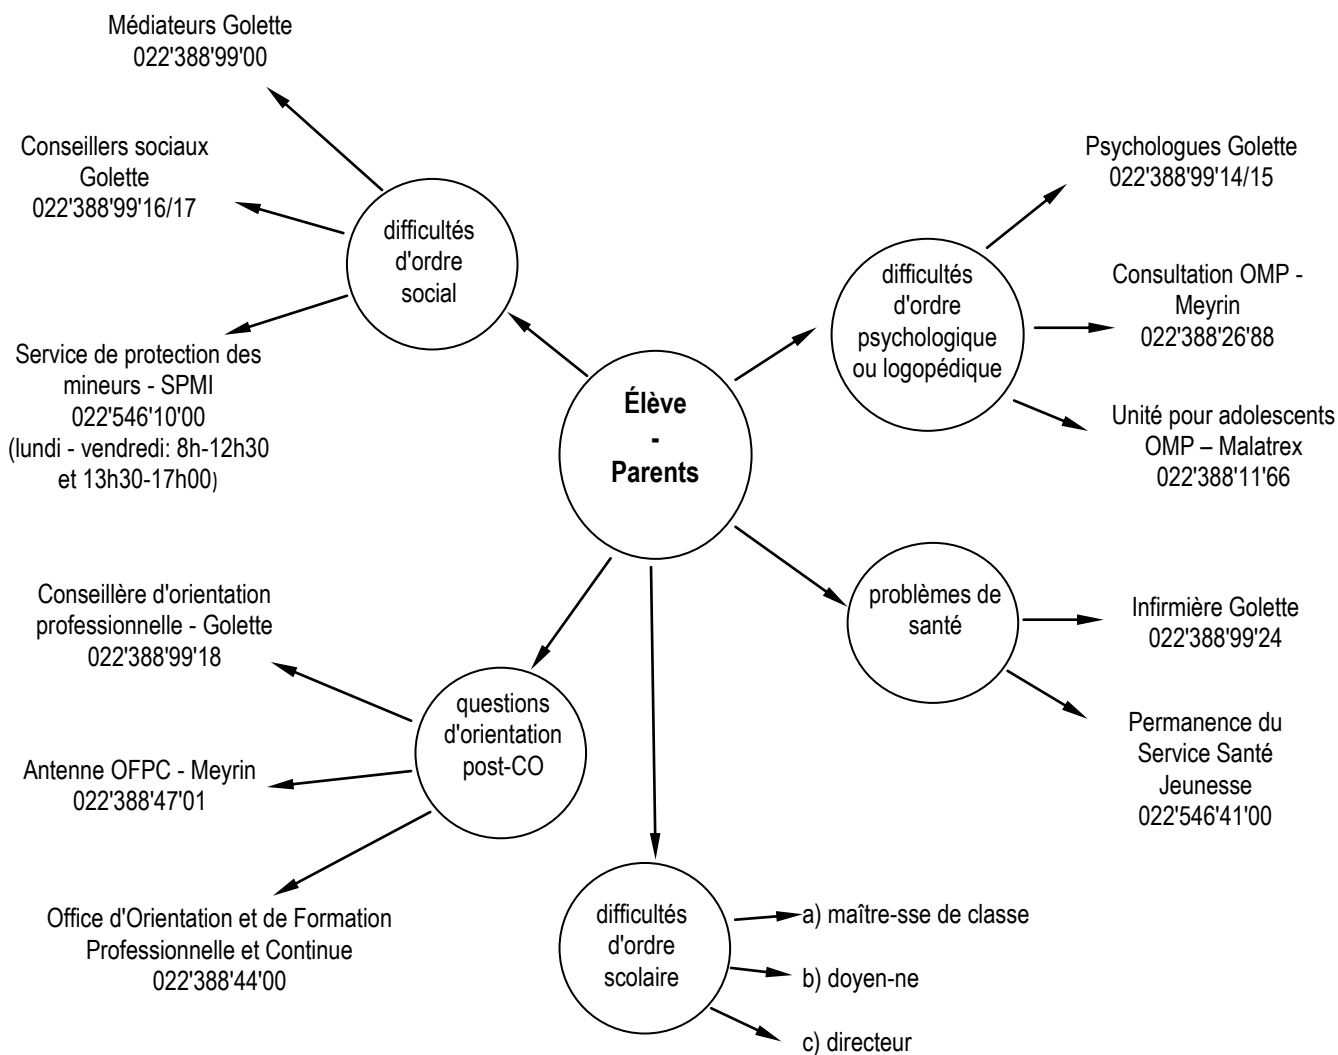 Médiateurs Golette
022'388'99'00
Conseillers sociaux
Golette
022'388'99'16/17
Service de protection des
mineurs - SPMI
022'546'10'00
(lundi - vendredi: 8h-12h30
et 13h30-17h00)
difficultés
d'ordre
social
Élève
-
Parents
difficultés
d'ordre
psychologique
ou logopédique
Psychologues Golette
022'388'99'14/15
Consultation OMP -
Meyrin
022'388'26'88
Unité pour adolescents
OMP – Malatrex
022'388'11'66
problèmes de
santé
Infirmière Golette
022'388'99'24
Permanence du
Service Santé
Jeunesse
022'546'41'00
Conseillère d'orientation
professionnelle - Golette
022'388'99'18
Antenne OFPC - Meyrin
022'388'47'01
Office d'Orientation et de Formation
Professionnelle et Continue
022'388'44'00
questions
d'orientation
post-CO
difficultés
d'ordre
scolaire
a) maître-sse de classe
b) doyen-ne
c) directeur